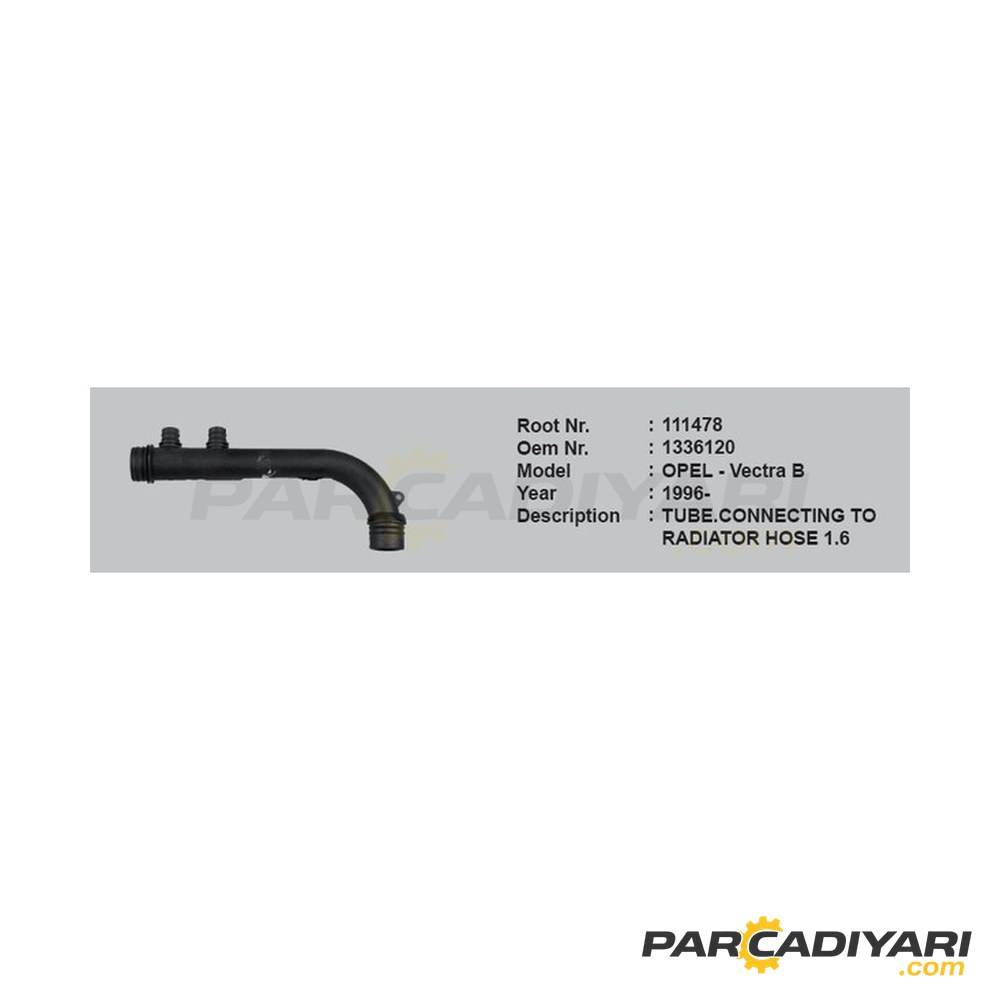 Root Nr. : 111478
Oem Nr. : 1336120
Model : OPEL - Vectra B
Year : 1996-
Description : TUBE.CONNECTING TO
RADIATOR HOSE 1.6
PARCADIYARI
PARCADIYARI
.com